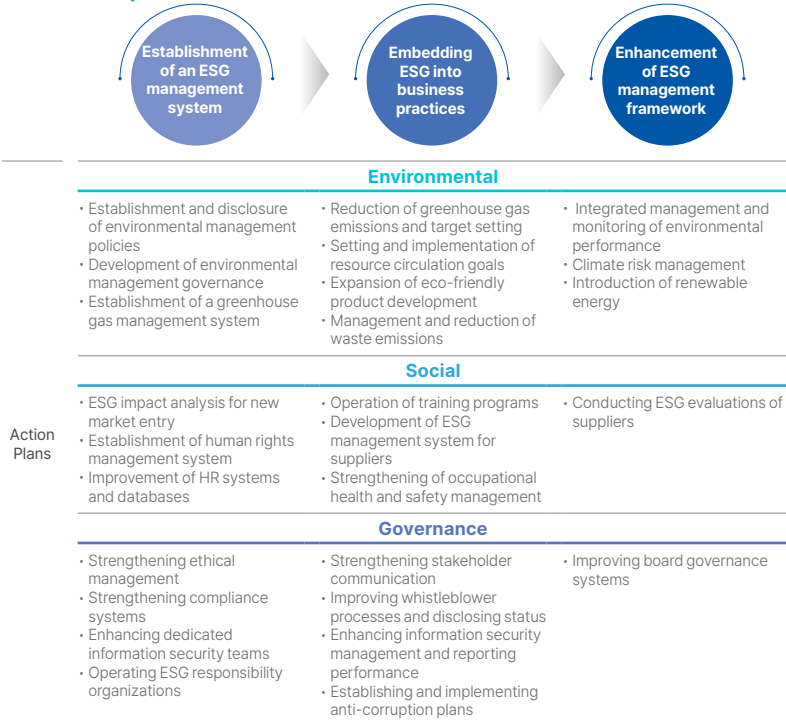 Establishment
of an ESG
management
system
Embedding
ESG into
business
practices
Enhancement
of ESG
management
framework
Action
Plans
Environmental
· Establishment and disclosure
of environmental management
policies
· Development of environmental
management governance
· Establishment of a greenhouse
gas management system
· Reduction of greenhouse gas
emissions and target setting
· Setting and implementation of
resource circulation goals
· Expansion of eco-friendly
product development
· Management and reduction of
waste emissions
· Integrated management and
monitoring of environmental
performance
· Climate risk management
· Introduction of renewable
energy
Social
· ESG impact analysis for new
market entry
· Establishment of human rights
management system
· Improvement of HR systems
and databases
· Operation of training programs
· Development of ESG
management system for
suppliers
· Strengthening of occupational
health and safety management
· Conducting ESG evaluations of
suppliers
Governance
· Strengthening ethical
management
· Strengthening compliance
systems
· Enhancing dedicated
information security teams
· Operating ESG responsibility
organizations
· Strengthening stakeholder
communication
· Improving whistleblower
processes and disclosing status
· Enhancing information security
management and reporting
performance
· Establishing and implementing
anti-corruption plans
· Improving board governance
systems